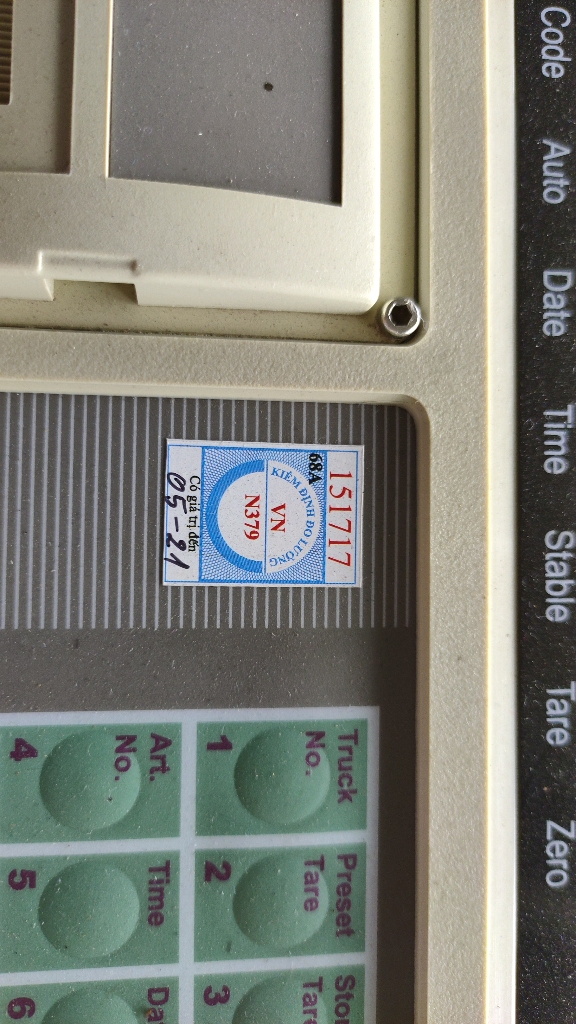 Code Auto Date Time Stable Tare Zero
151717
68A
KIỂM ĐỊNH ĐO LƯỜNG
VN
N379
Có giá trị đến
05-21
Truck
No.
1
Preset
Tare
2
Tare
3
Art.
No.
4
Time
5
6